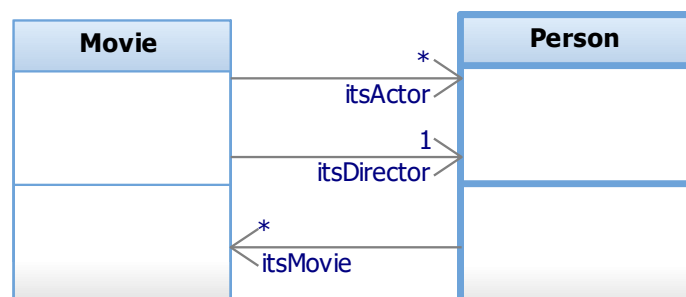 Movie
Person
*
itsActor
1
itsDirector
*
itsMovie